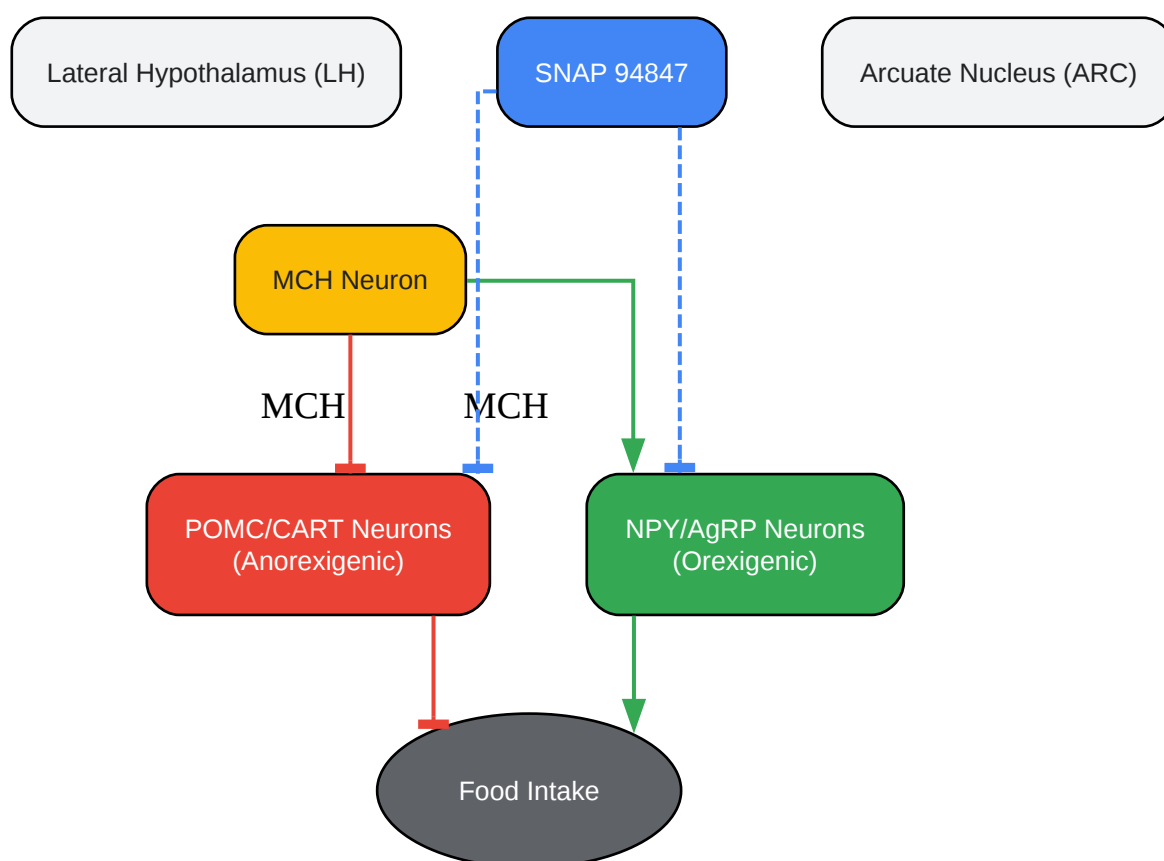 Lateral Hypothalamus (LH)
SNAP 94847
Arcuate Nucleus (ARC)
MCH Neuron
MCH
MCH
POMC/CART Neurons
(Anorexigenic)
NPY/AgRP Neurons
(Orexigenic)
Food Intake